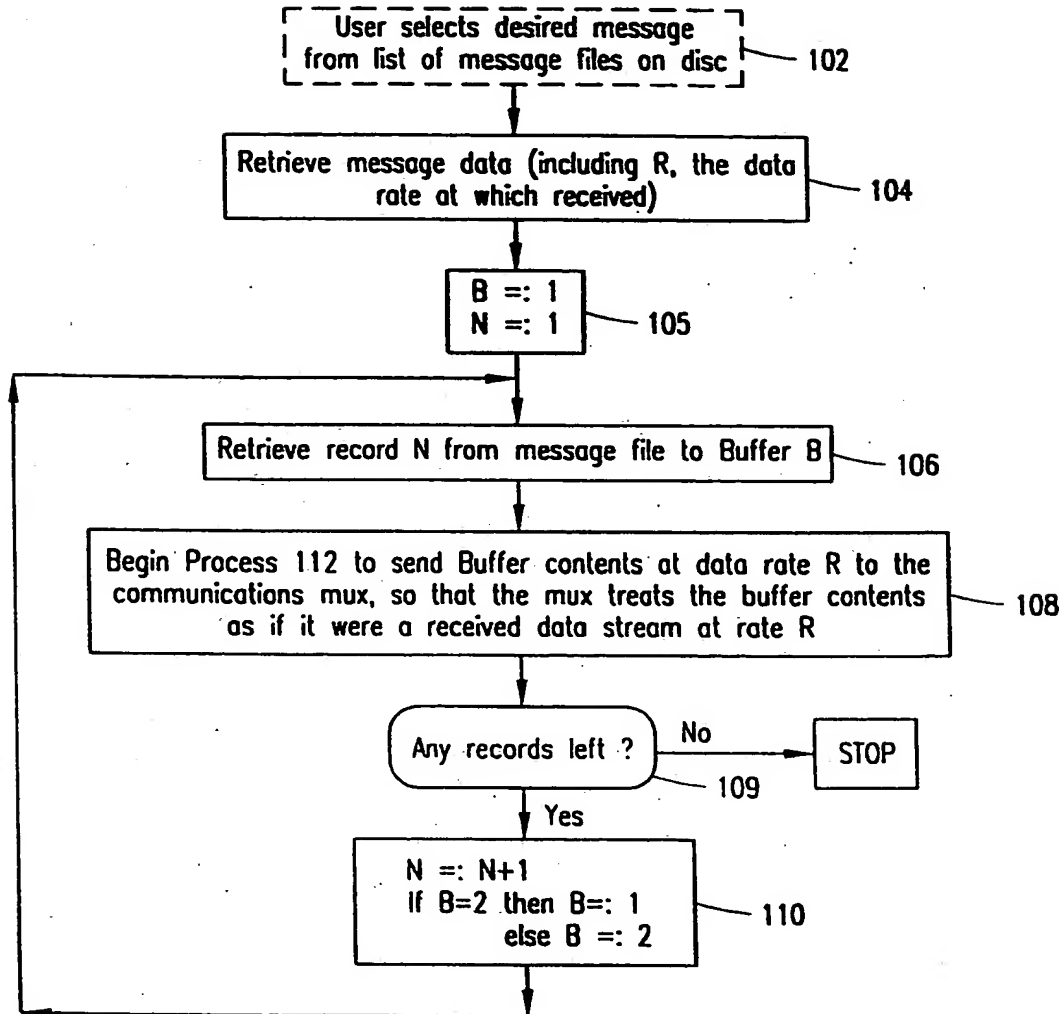 User selects desired message
from list of message files on disc
102
Retrieve message data (including R, the data
rate at which received)
104
B =: 1
N =: 1
105
Retrieve record N from message file to Buffer B
106
Begin Process 112 to send Buffer contents at data rate R to the
communications mux, so that the mux treats the buffer contents
as if it were a received data stream at rate R
108
Any records left ?
109
No
STOP
Yes
N =: N+1
if B=2 then B=: 1
else B =: 2
110